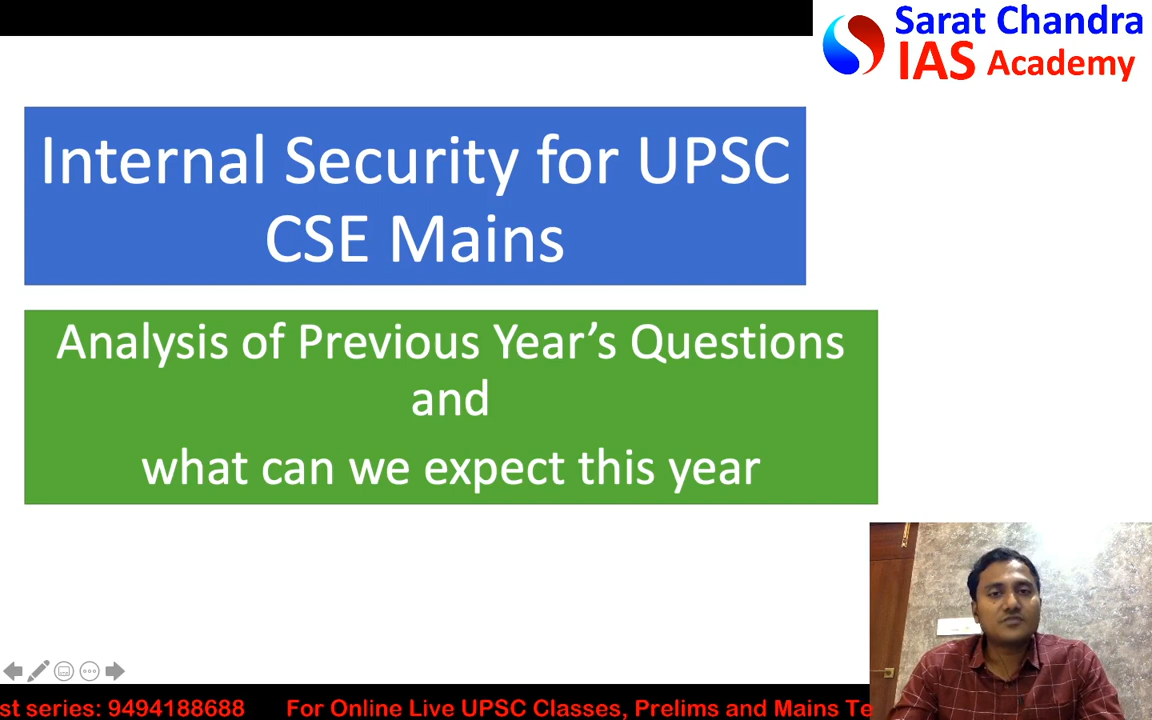 Sarat Chandra
IAS Academy
Internal Security for UPSC
CSE Mains
Analysis of Previous Year’s Questions
and
what can we expect this year
st series: 9494188688 For Online Live UPSC Classes, Prelims and Mains Te